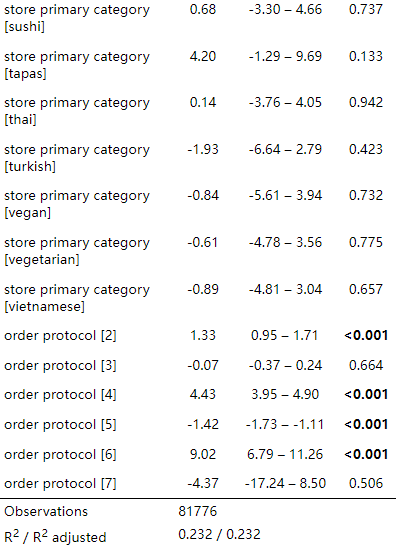 store primary category 0.68 -3.30 – 4.66 0.737
[sushi]
store primary category 4.20 -1.29 – 9.69 0.133
[tapas]
store primary category 0.14 -3.76 – 4.05 0.942
[thai]
store primary category -1.93 -6.64 – 2.79 0.423
[turkish]
store primary category -0.84 -5.61 – 3.94 0.732
[vegan]
store primary category -0.61 -4.78 – 3.56 0.775
[vegetarian]
store primary category -0.89 -4.81 – 3.04 0.657
[vietnamese]
order protocol [2] 1.33 0.95 – 1.71 <0.001
order protocol [3] -0.07 -0.37 – 0.24 0.664
order protocol [4] 4.43 3.95 – 4.90 <0.001
order protocol [5] -1.42 -1.73 – -1.11 <0.001
order protocol [6] 9.02 6.79 – 11.26 <0.001
order protocol [7] -4.37 -17.24 – 8.50 0.506
Observations 81776
R² / R² adjusted 0.232 / 0.232